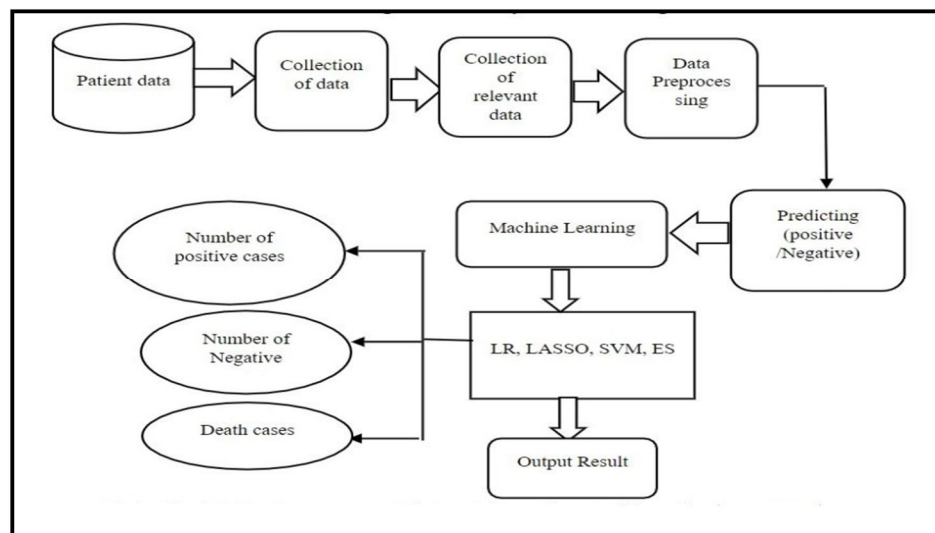 Patient data
Collection
of data
Collection
of
relevant
data
Data
Preproces
sing
Predicting
(positive
/Negative)
Machine Learning
Number of
positive cases
LR, LASSO, SVM, ES
Number of
Negative
Death cases
Output Result